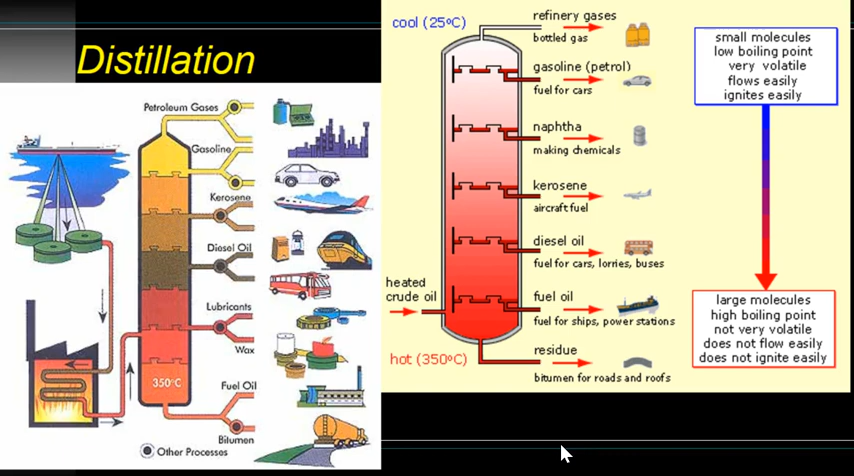 Distillation
Petroleum Gases
Gasoline
Kerosene
Diesel Oil
Lubricants
Wax
350°C
Fuel Oil
Bitumen
Other Processes
cool (25ºC)
refinery gases
bottled gas
gasoline (petrol)
fuel for cars
naphtha
making chemicals
kerosene
aircraft fuel
diesel oil
fuel for cars, lorries, buses
heated
crude oil
fuel oil
fuel for ships, power stations
hot (350ºC)
residue
bitumen for roads and roofs
small molecules
low boiling point
very volatile
flows easily
ignites easily
large molecules
high boiling point
not very volatile
does not flow easily
does not ignite easily